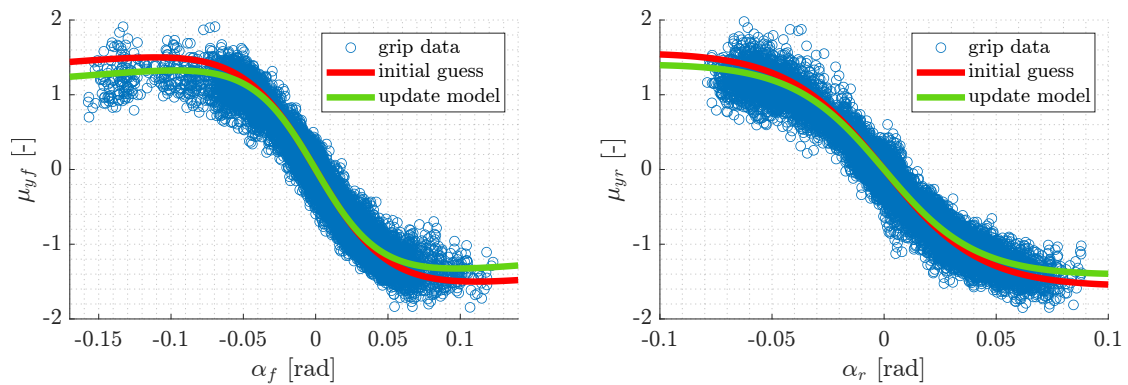 2
1
0
-1
-2
μyf [-]
-0.15
-0.1
-0.05
0
0.05
0.1
αf [rad]
grip data
initial guess
update model
2
1
0
-1
-2
μyr [-]
-0.1
-0.05
0
0.05
0.1
αr [rad]
grip data
initial guess
update model